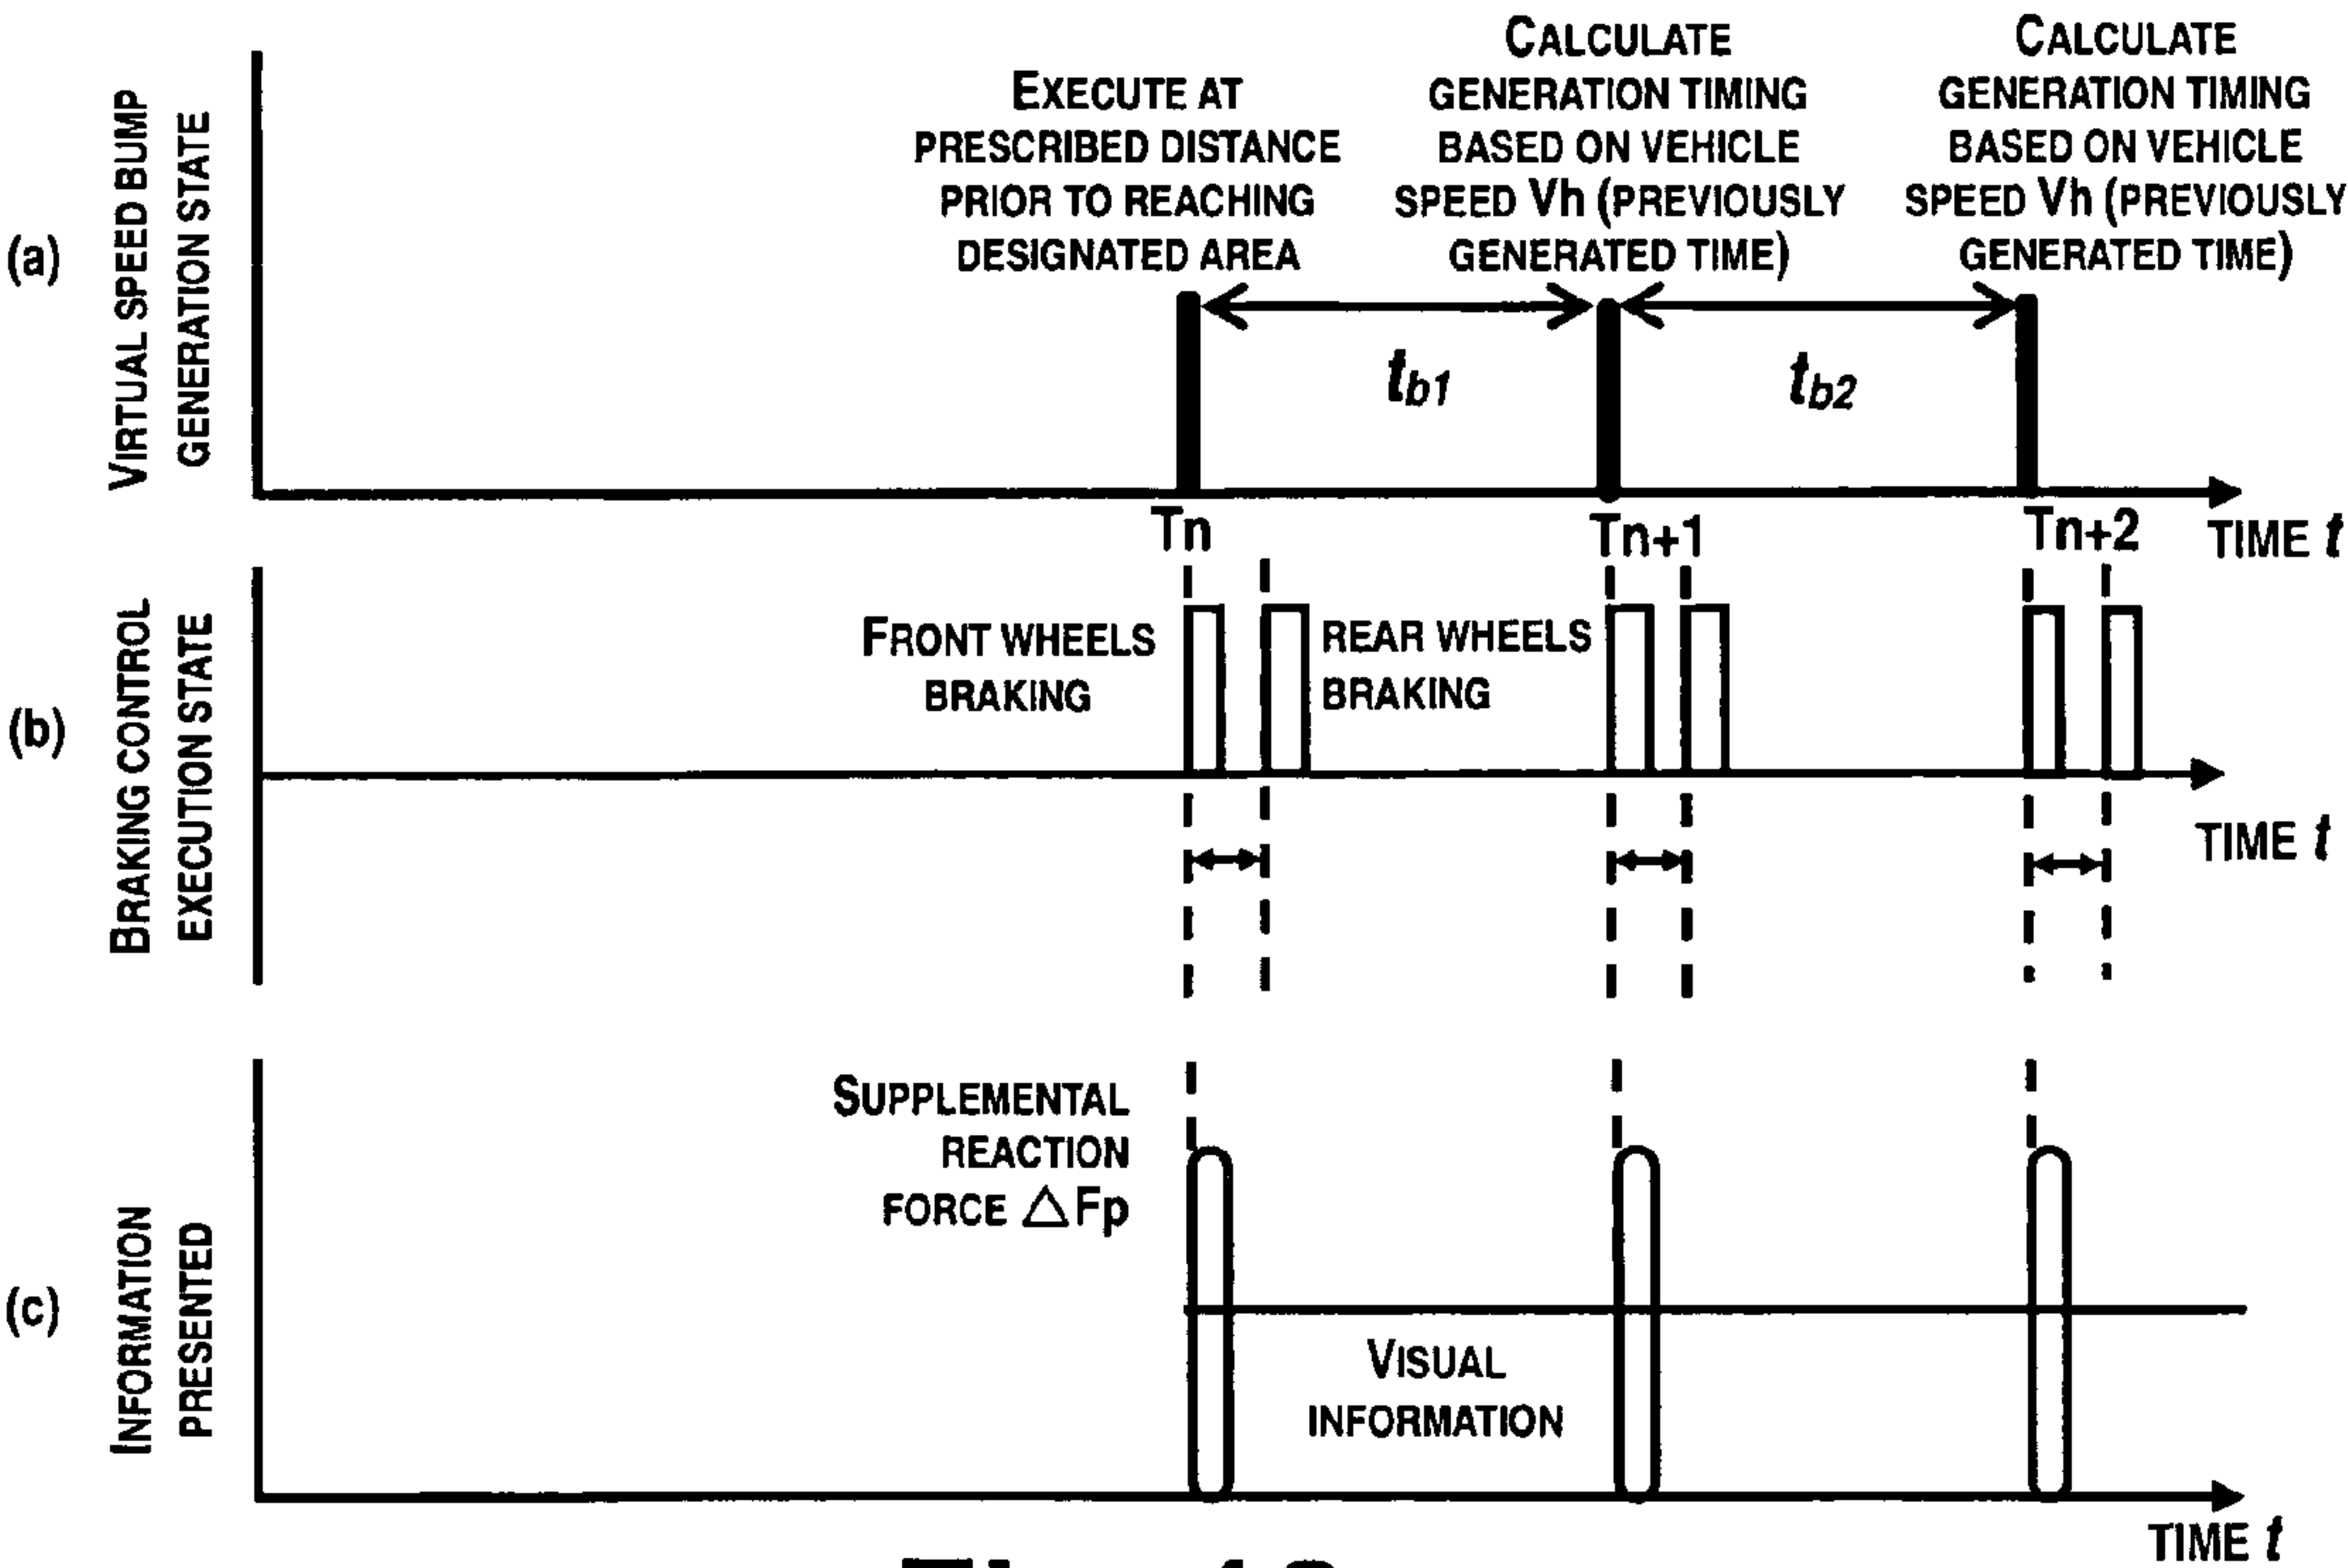 (a)
VIRTUAL SPEED BUMP
GENERATION STATE
EXECUTE AT
PRESCRIBED DISTANCE
PRIOR TO REACHING
DESIGNATED AREA
CALCULATE
GENERATION TIMING
BASED ON VEHICLE
SPEED Vh (PREVIOUSLY
GENERATED TIME)
CALCULATE
GENERATION TIMING
BASED ON VEHICLE
SPEED Vh (PREVIOUSLY
GENERATED TIME)
tb1
tb2
Tn
Tn+1
Tn+2
TIME t
(b)
BRAKING CONTROL
EXECUTION STATE
FRONT WHEELS
BRAKING
REAR WHEELS
BRAKING
TIME t
(c)
INFORMATION
PRESENTED
SUPPLEMENTAL
REACTION
FORCE △Fp
VISUAL
INFORMATION
TIME t